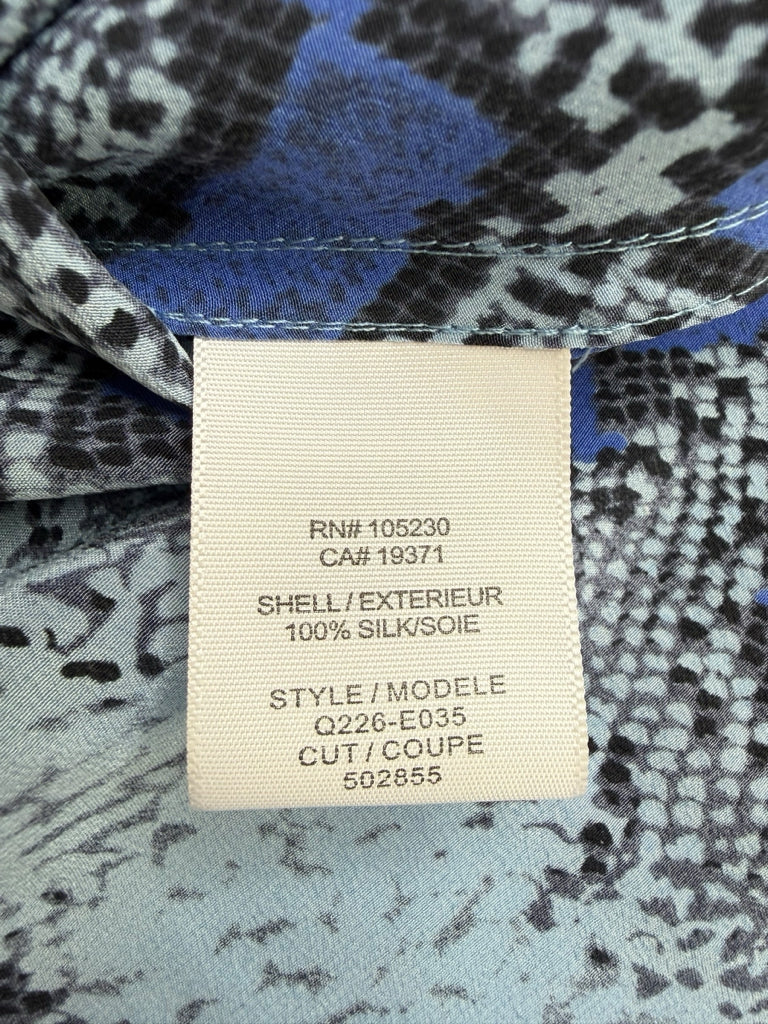 RN# 105230
CA# 19371
SHELL / EXTERIEUR
100% SILK/SOIE
STYLE / MODELE
Q226-E035
CUT / COUPE
502855